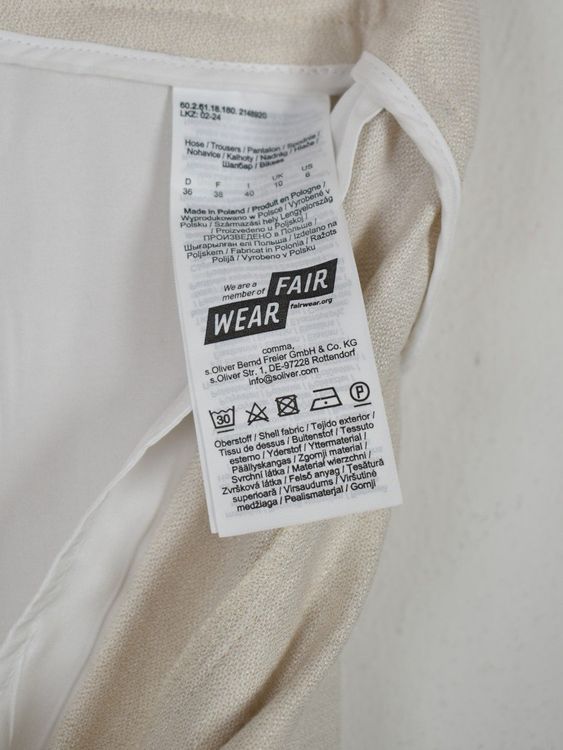 60.2.61.18.180. 2148920
LKZ: 02-24
Hose / Trousers / Pantalon / Spodnie /
Nohavice / Kalhoty / Nadrág / Hlače /
Шалбар / Bikses
D F I UK US
36 38 40 10 6
Made in Poland / Produit en Pologne /
Wyprodukowano w Polsce / Vyrobené v
Poľsku / Származási hely Lengyelország
/ Proizvedeno u Poljskoj /
ПРОИЗВЕДЕНО в Польше /
Шығарылған елі Польша / Izdelano na
Poljskem / Fabricat in Polonia / Ražots
Polijā / Vyrobeno v Polsku
We are a
member of
FAIR
WEAR
fairwear.org
comma,
s.Oliver Bernd Freier GmbH & Co. KG
s.Oliver Str. 1, DE-97228 Rottendorf
info@soliver.com
30 P
Oberstoff / Shell fabric / Tejido exterior /
Tissu de dessus / Buitenstof / Tessuto
esterno / Yderstof / Yttermaterial /
Päällyskangas / Zgornji material /
Svrchní látka / Materiał wierzchni /
Zvršková látka / Felső anyag / Țesătură
superioară / Virsaudums / Viršutinė
medžiaga / Pealismaterjal / Gornji